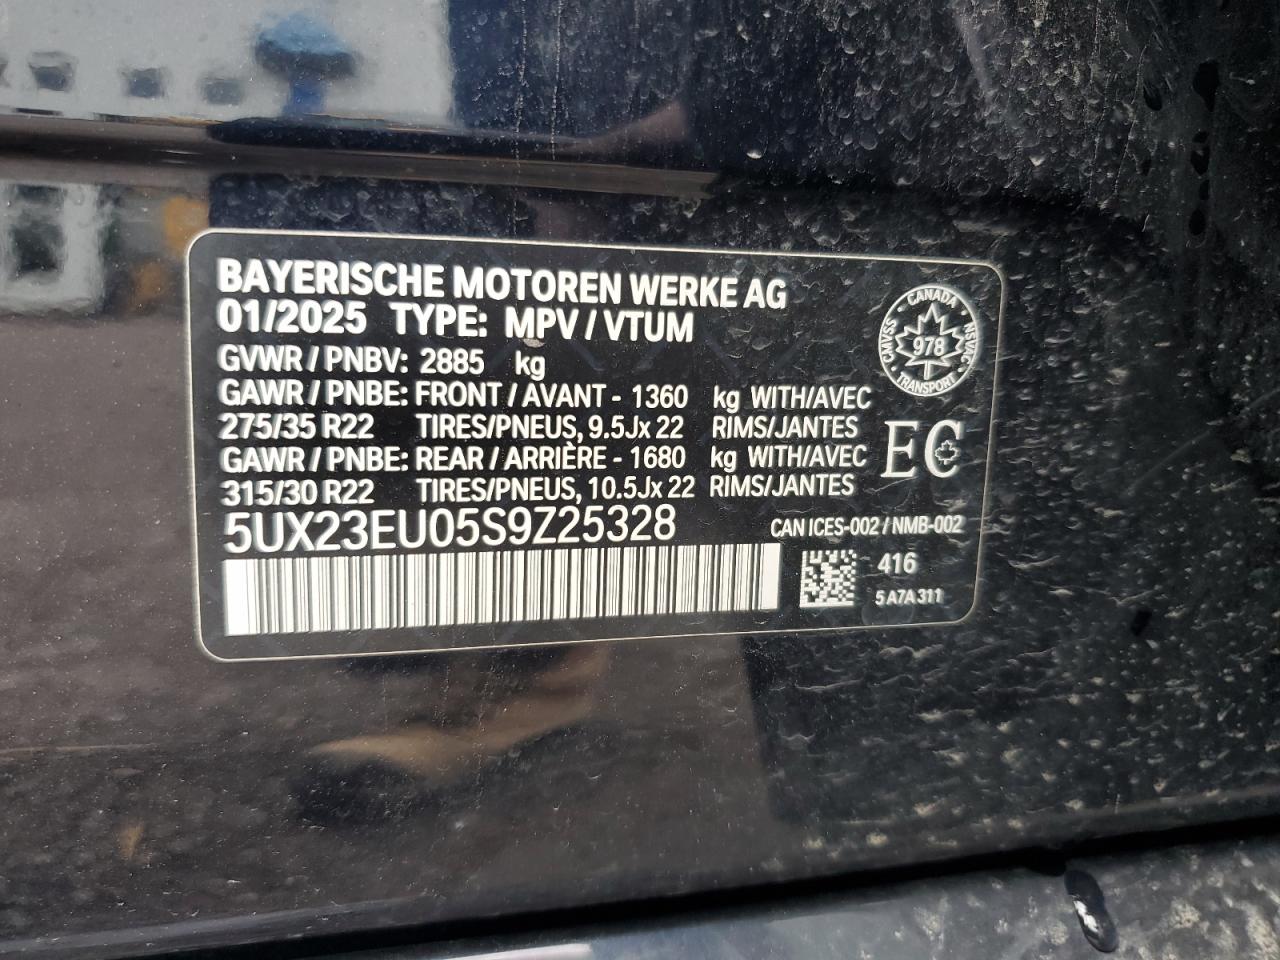 BAYERISCHE MOTOREN WERKE AG
01/2025 TYPE: MPV / VTUM
GVWR / PNBV: 2885 kg
GAWR / PNBE: FRONT / AVANT - 1360 kg WITH/AVEC
275/35 R22 TIRES/PNEUS, 9.5Jx 22 RIMS/JANTES
GAWR / PNBE: REAR / ARRIÈRE - 1680 kg WITH/AVEC
315/30 R22 TIRES/PNEUS, 10.5Jx 22 RIMS/JANTES
5UX23EU05S9Z25328
CANADA
CMVSS
978
NSVAC
TRANSPORT
EC
CAN ICES-002 / NMB-002
416
5 A7A 311